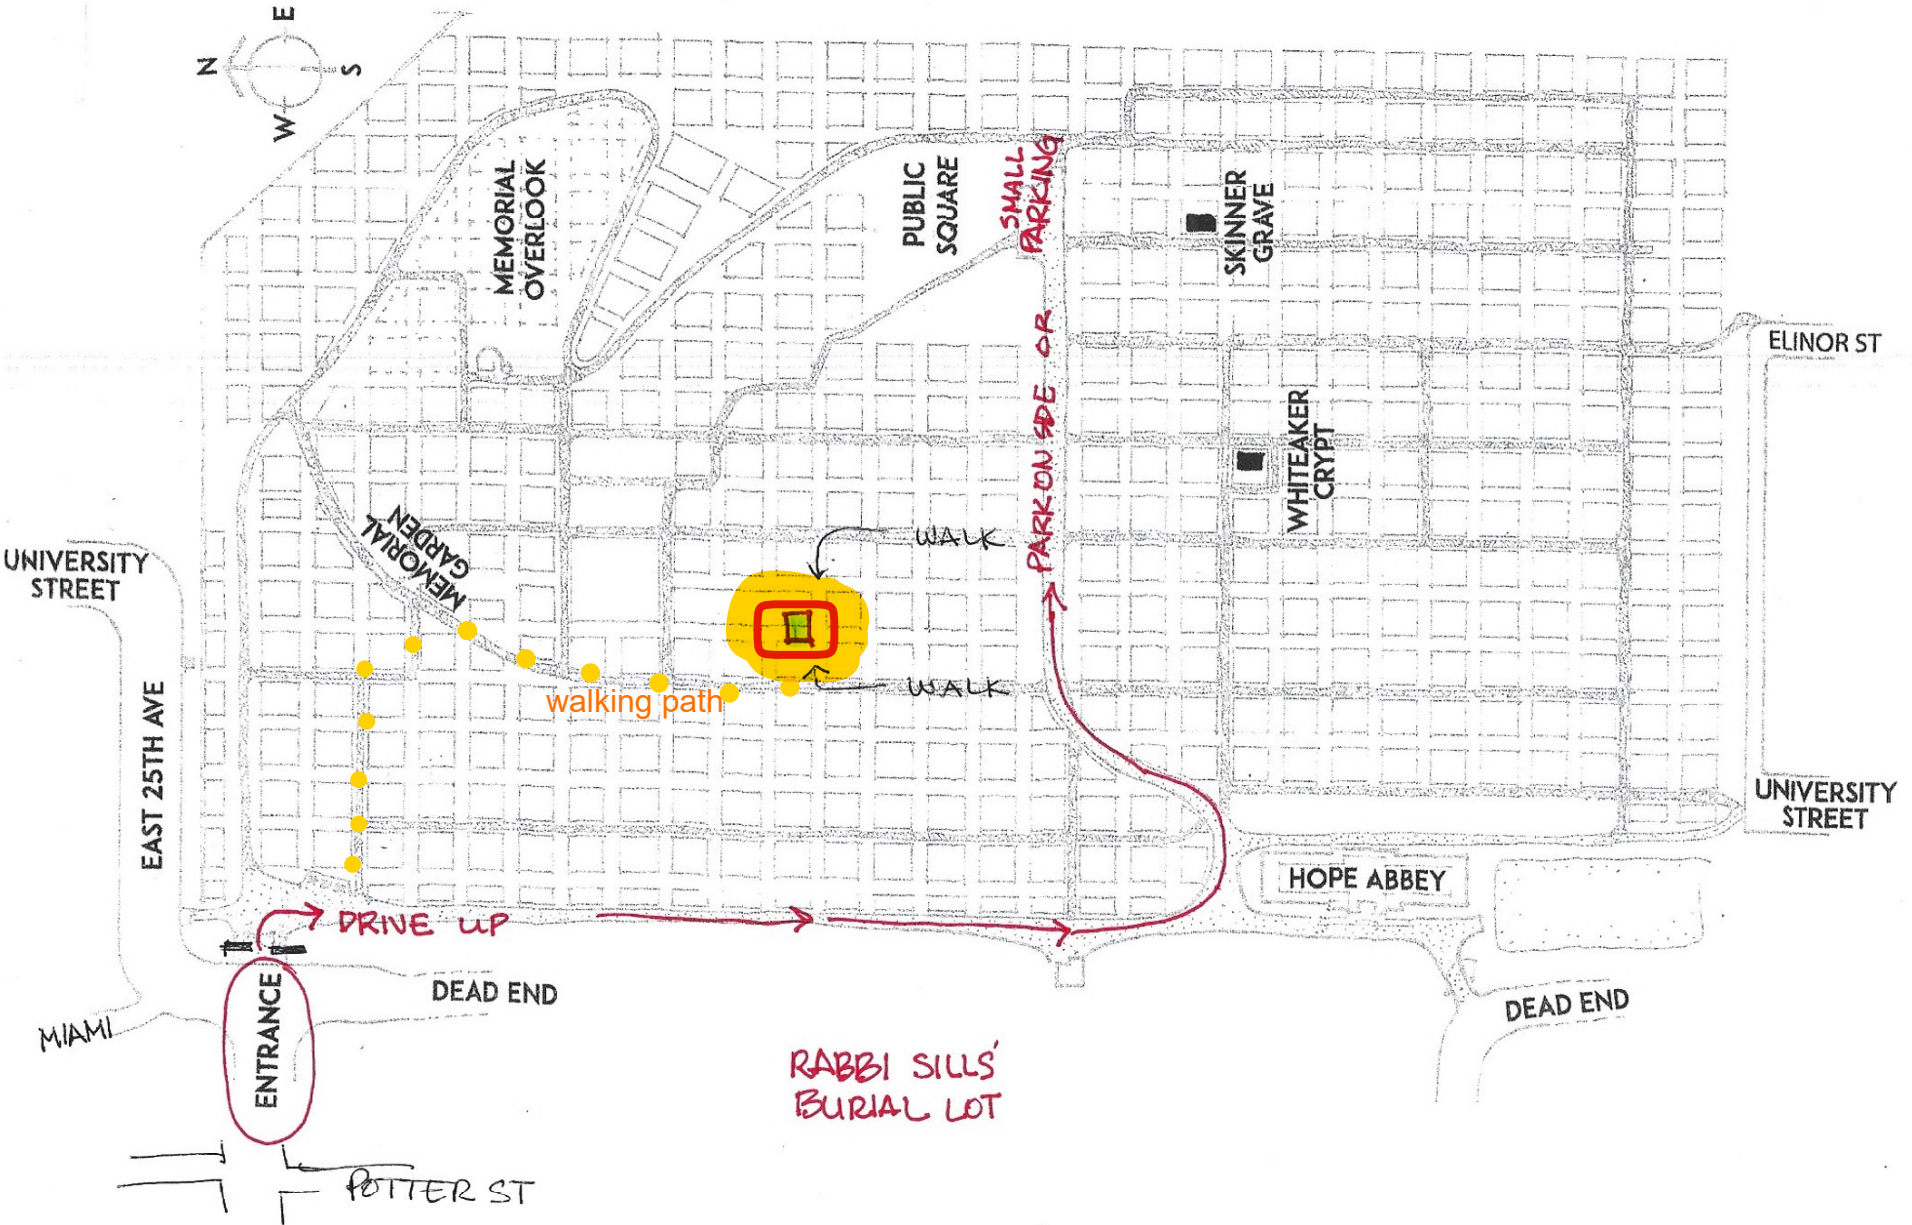 E
N
S
W
MEMORIAL
OVERLOOK
PUBLIC
SQUARE
SMALL
PARKING
SKINNER
GRAVE
PARK ON SIDE OR
ELINOR ST
WHITEAKER
CRYPT
MEMORIAL
GARDEN
WALK
UNIVERSITY
STREET
WALK
walking path
EAST 25TH AVE
UNIVERSITY
STREET
HOPE ABBEY
DRIVE UP
ENTRANCE
DEAD END
DEAD END
MIAMI
RABBI SILLS'
BURIAL LOT
POTTER ST